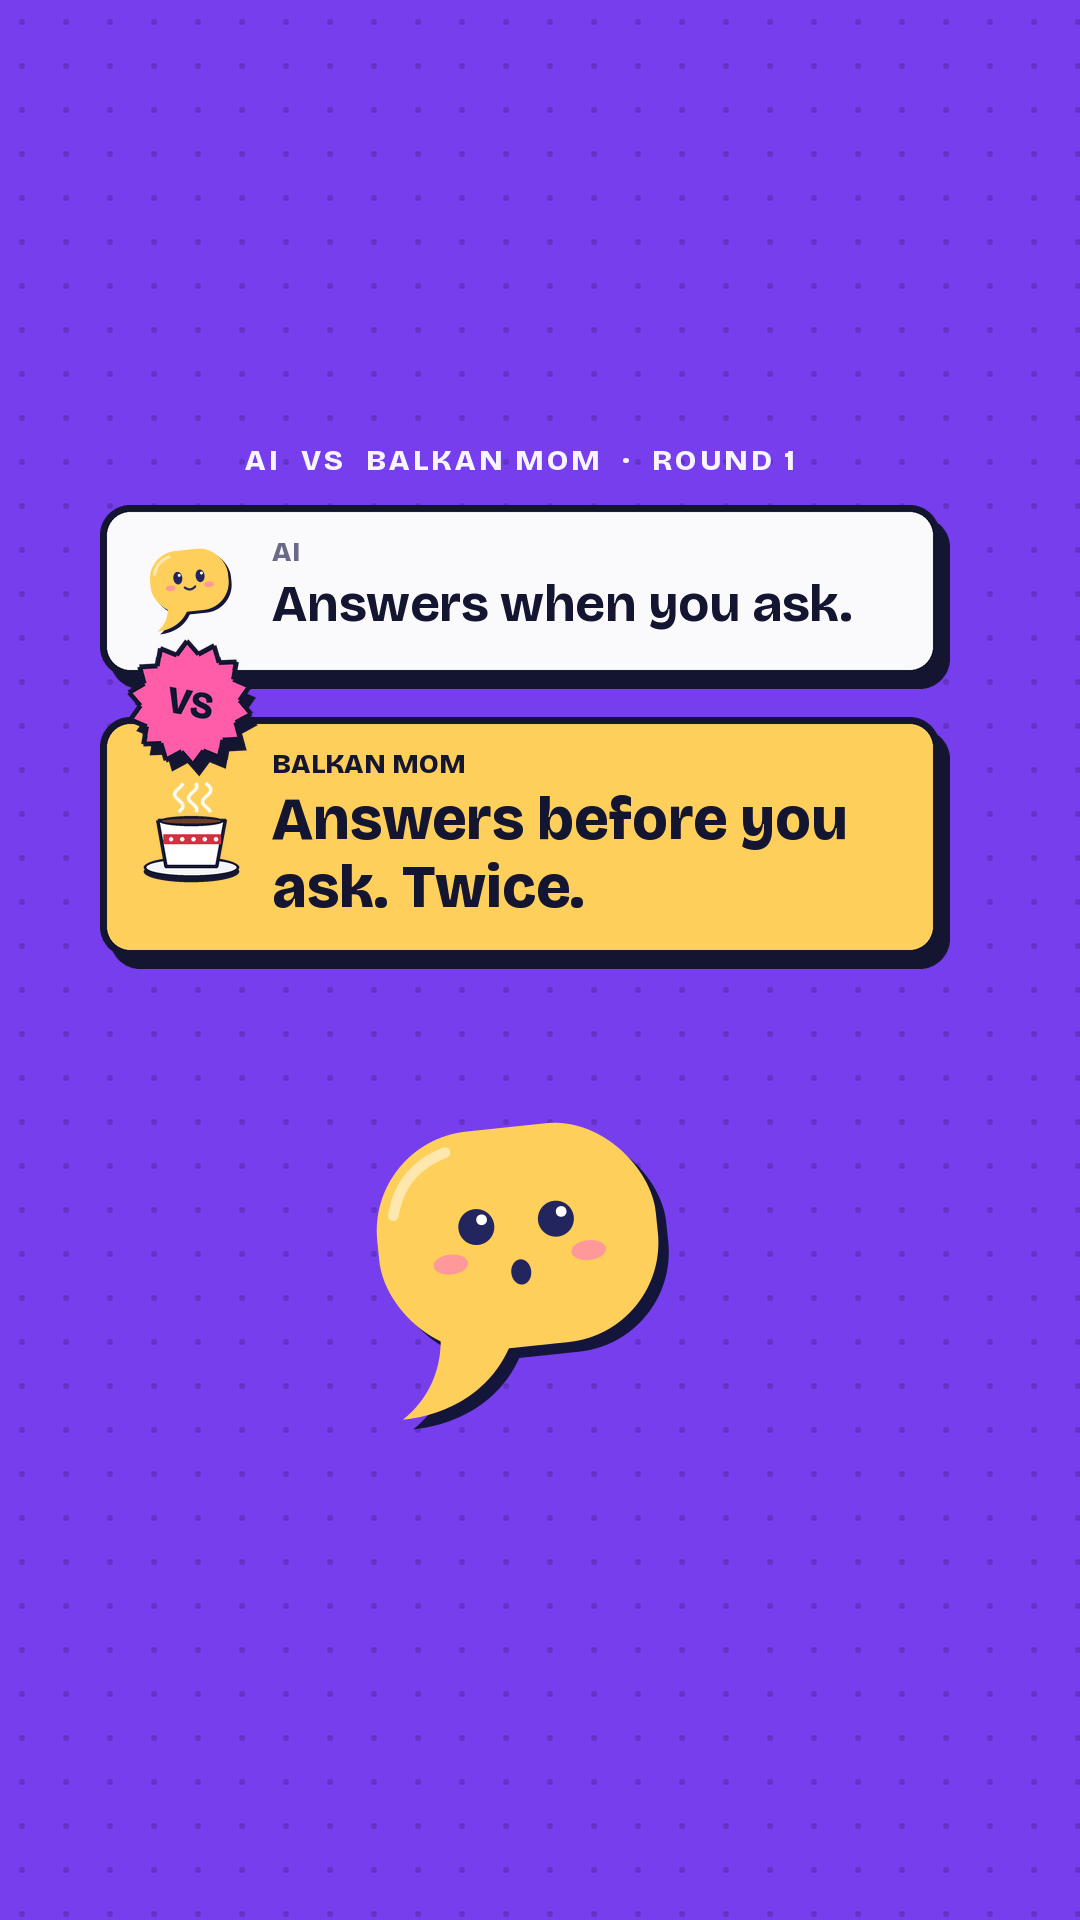 AI VS BALKAN MOM · ROUND 1
AI
Answers when you ask.
VS
BALKAN MOM
Answers before you
ask. Twice.